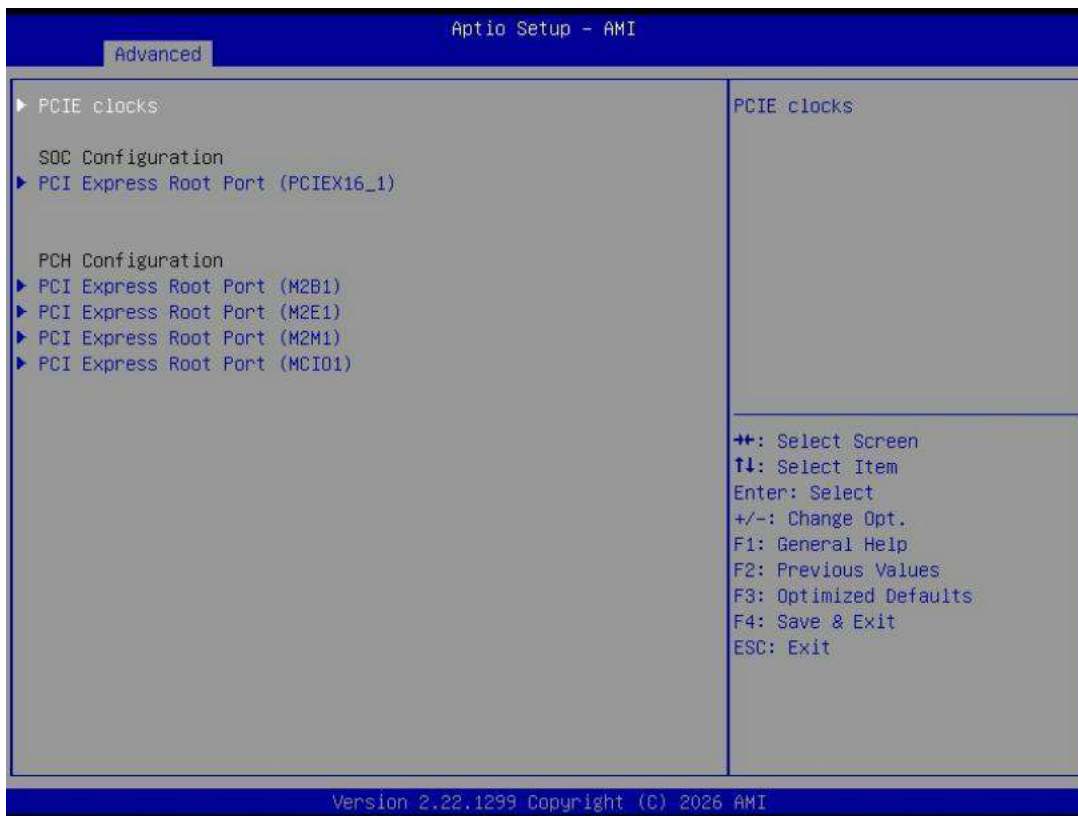 Aptio Setup – AMI
Advanced
PCIE clocks
SOC Configuration
PCI Express Root Port (PCIEX16_1)
PCH Configuration
PCI Express Root Port (M2B1)
PCI Express Root Port (M2E1)
PCI Express Root Port (M2M1)
PCI Express Root Port (MCIO1)
PCIE clocks
→←: Select Screen
↑↓: Select Item
Enter: Select
+/-: Change Opt.
F1: General Help
F2: Previous Values
F3: Optimized Defaults
F4: Save & Exit
ESC: Exit
Version 2.22.1299 Copyright (C) 2026 AMI